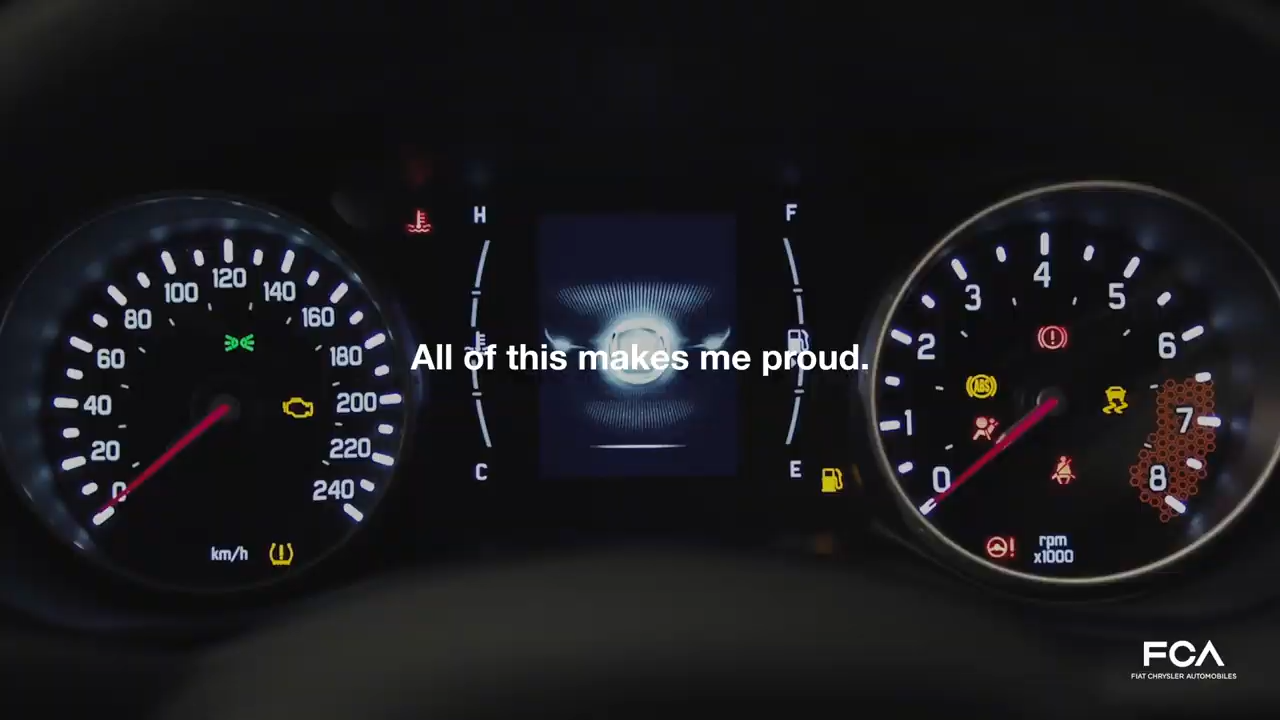 H
F
120
100
140
80
160
60
180
40
200
20
220
0
240
km/h
C
E
All of this makes me proud.
4
3
5
2
6
ABS
1
7
0
8
rpm
x1000
FCA
FIAT CHRYSLER AUTOMOBILES